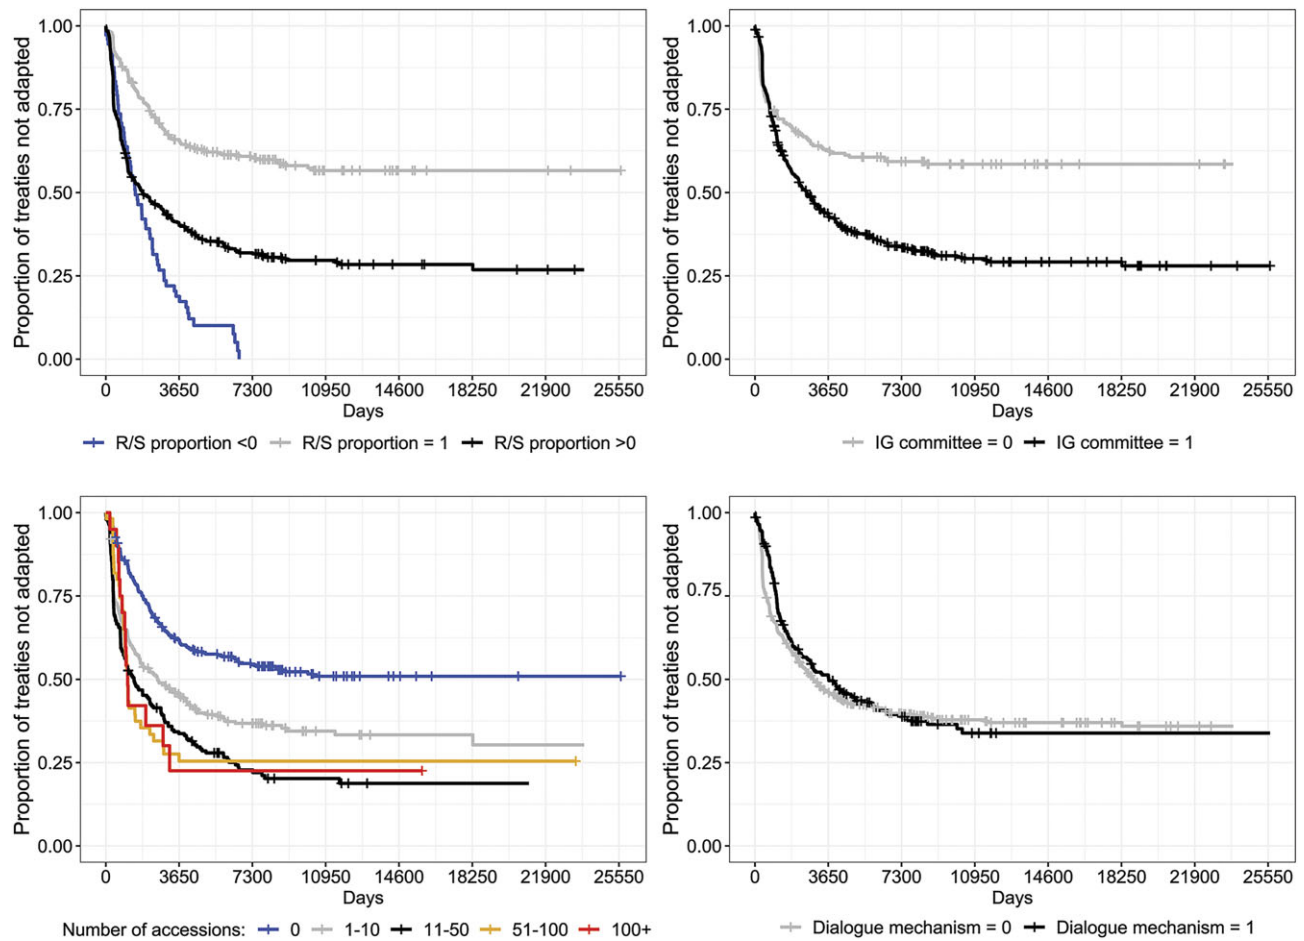 Proportion of treaties not adapted
1.00
0.75
0.50
0.25
0.00
0 3650 7300 10950 14600 18250 21900 25550
Days
R/S proportion <0 R/S proportion = 1 R/S proportion >0
Proportion of treaties not adapted
1.00
0.75
0.50
0.25
0.00
0 3650 7300 10950 14600 18250 21900 25550
Days
IG committee = 0 IG committee = 1
Proportion of treaties not adapted
1.00
0.75
0.50
0.25
0.00
0 3650 7300 10950 14600 18250 21900 25550
Days
Number of accessions: 0 1-10 11-50 51-100 100+
Proportion of treaties not adapted
1.00
0.75
0.50
0.25
0.00
0 3650 7300 10950 14600 18250 21900 25550
Days
Dialogue mechanism = 0 Dialogue mechanism = 1